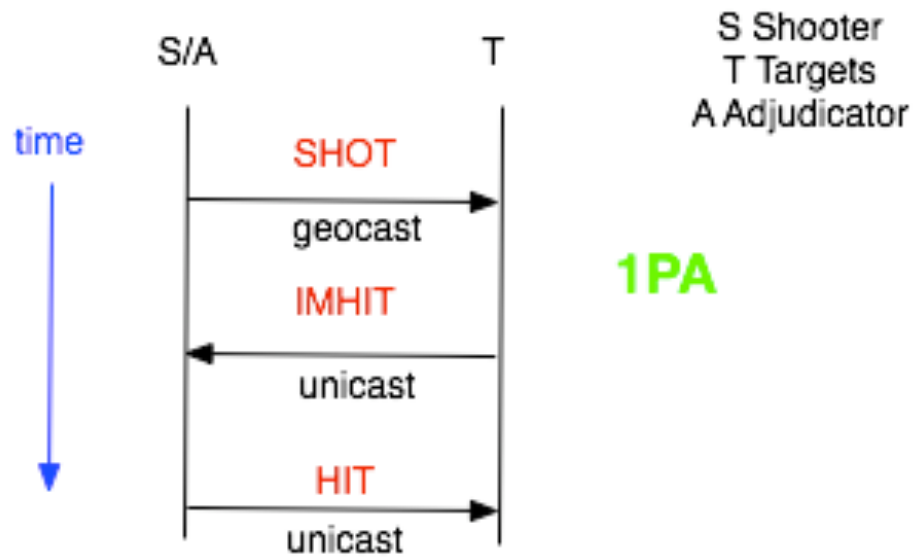 S/A
T
S Shooter
T Targets
A Adjudicator
time
SHOT
geocast
1PA
IMHIT
unicast
HIT
unicast